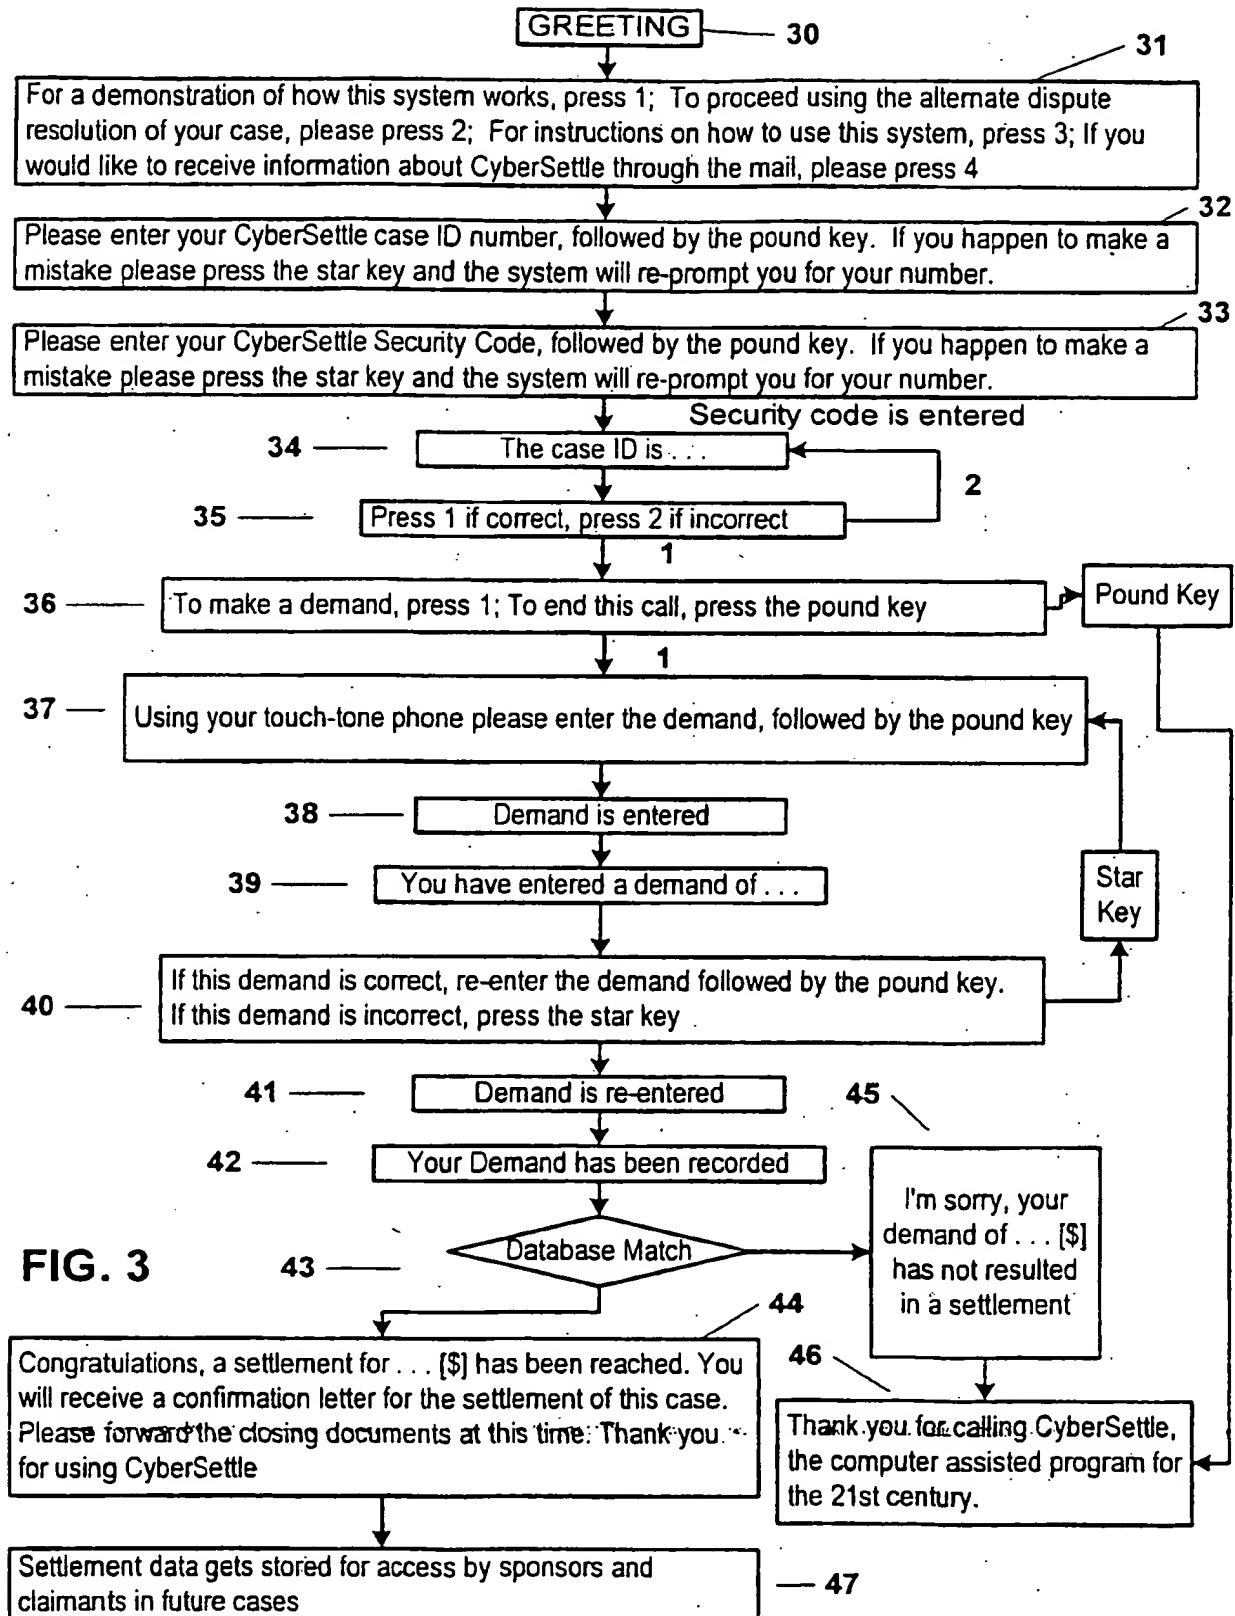 GREETING
30
31
For a demonstration of how this system works, press 1; To proceed using the alternate dispute
resolution of your case, please press 2; For instructions on how to use this system, press 3; If you
would like to receive information about CyberSettle through the mail, please press 4
32
Please enter your CyberSettle case ID number, followed by the pound key. If you happen to make a
mistake please press the star key and the system will re-prompt you for your number.
33
Please enter your CyberSettle Security Code, followed by the pound key. If you happen to make a
mistake please press the star key and the system will re-prompt you for your number.
Security code is entered
34
The case ID is . . .
2
35
Press 1 if correct, press 2 if incorrect
1
36
To make a demand, press 1; To end this call, press the pound key
Pound Key
1
37
Using your touch-tone phone please enter the demand, followed by the pound key
38
Demand is entered
39
You have entered a demand of . . .
Star
Key
40
If this demand is correct, re-enter the demand followed by the pound key.
If this demand is incorrect, press the star key
41
Demand is re-entered
45
42
Your Demand has been recorded
I'm sorry, your
demand of . . . [$]
has not resulted
in a settlement
FIG. 3
43
Database Match
44
Congratulations, a settlement for . . . [$] has been reached. You
will receive a confirmation letter for the settlement of this case.
Please forward the closing documents at this time. Thank you
for using CyberSettle
46
Thank you for calling CyberSettle,
the computer assisted program for
the 21st century.
Settlement data gets stored for access by sponsors and
claimants in future cases
47